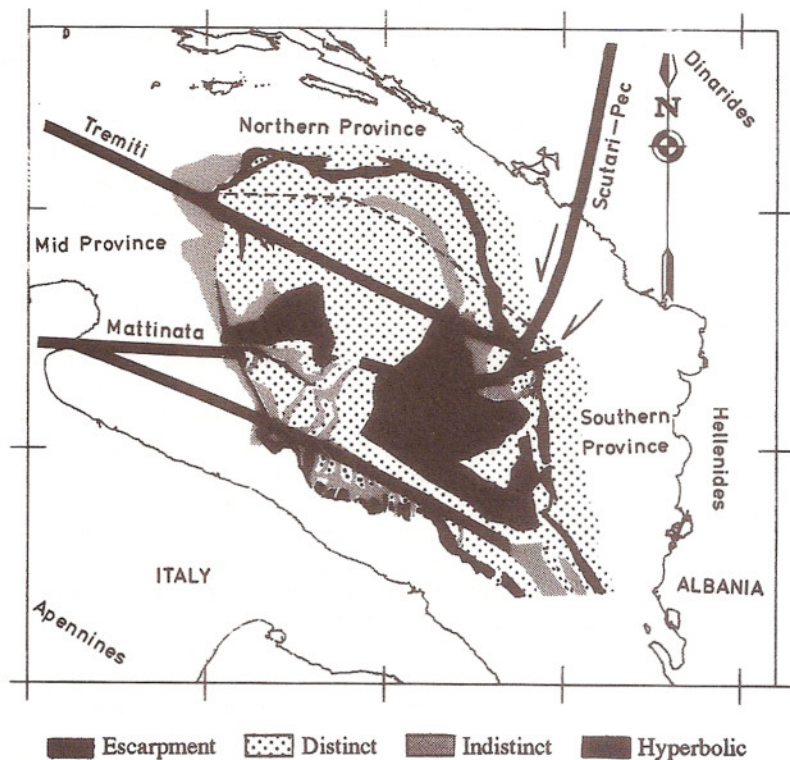 Dinarides
Tremiti
Northern Province
N
Scutari-Pec
Mid Province
Mattinata
Southern
Province
Hellenides
ITALY
ALBANIA
Apennines
Escarpment Distinct Indistinct Hyperbolic